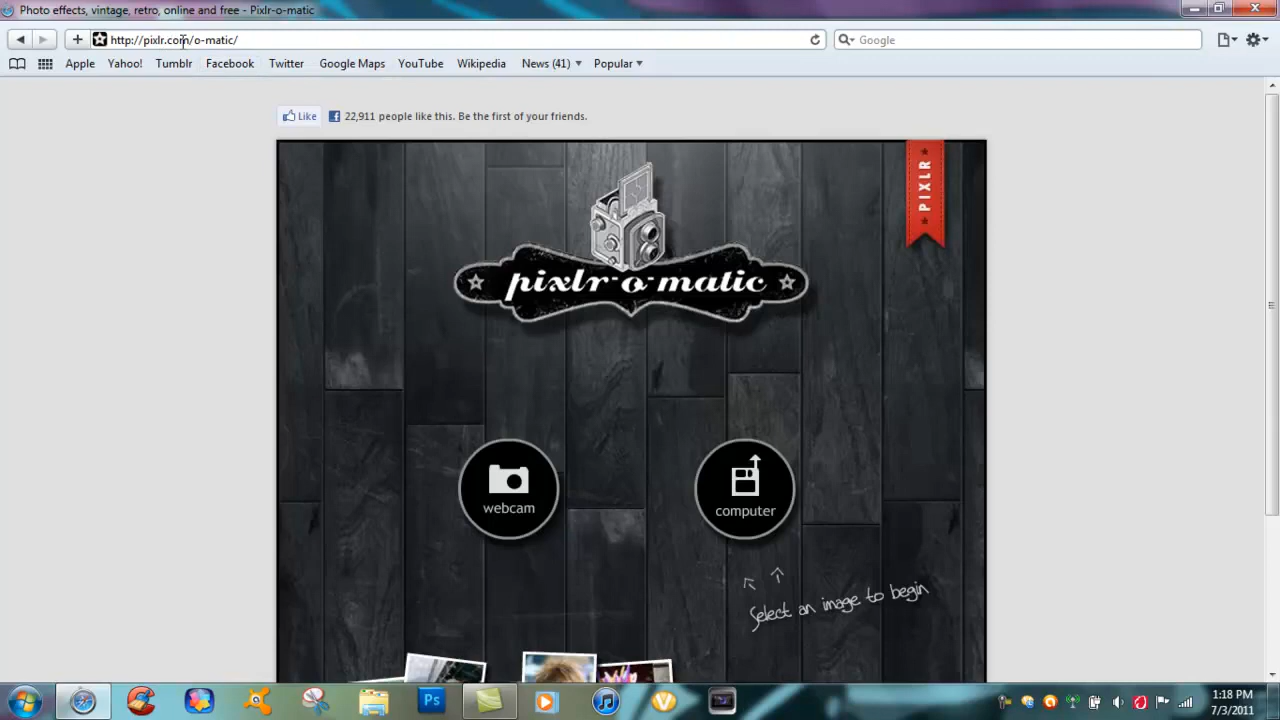 Photo effects, vintage, retro, online and free - Pixlr-o-matic
http://pixlr.com/o-matic/
Google
Apple Yahoo! Tumblr Facebook Twitter Google Maps YouTube Wikipedia News (41) Popular
Like 22,911 people like this. Be the first of your friends.
PIXLR
pixlr-o-matic
webcam
computer
Select an image to begin
Ps
1:18 PM
7/3/2011